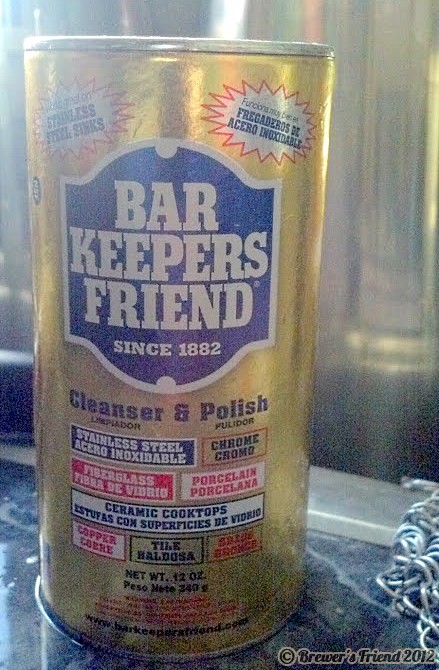 STAINLESS
STEEL SINKS
Funciona muy bien en
FREGADEROS DE
ACERO INOXIDABLE
BAR
KEEPERS
FRIEND®
SINCE 1882
Cleanser & Polish
LIMPIADOR PULIDOR
STAINLESS STEEL
ACERO INOXIDABLE
CHROME
CROMO
FIBERGLASS
FIBRA DE VIDRIO
PORCELAIN
PORCELANA
CERAMIC COOKTOPS
ESTUFAS CON SUPERFICIES DE VIDRIO
COPPER
COBRE
TILE
BALDOSA
BRASS
BRONCE
NET WT. 12 OZ.
Peso Neto 340 g
www.barkeepersfriend.com
© Brewer's Friend 2012